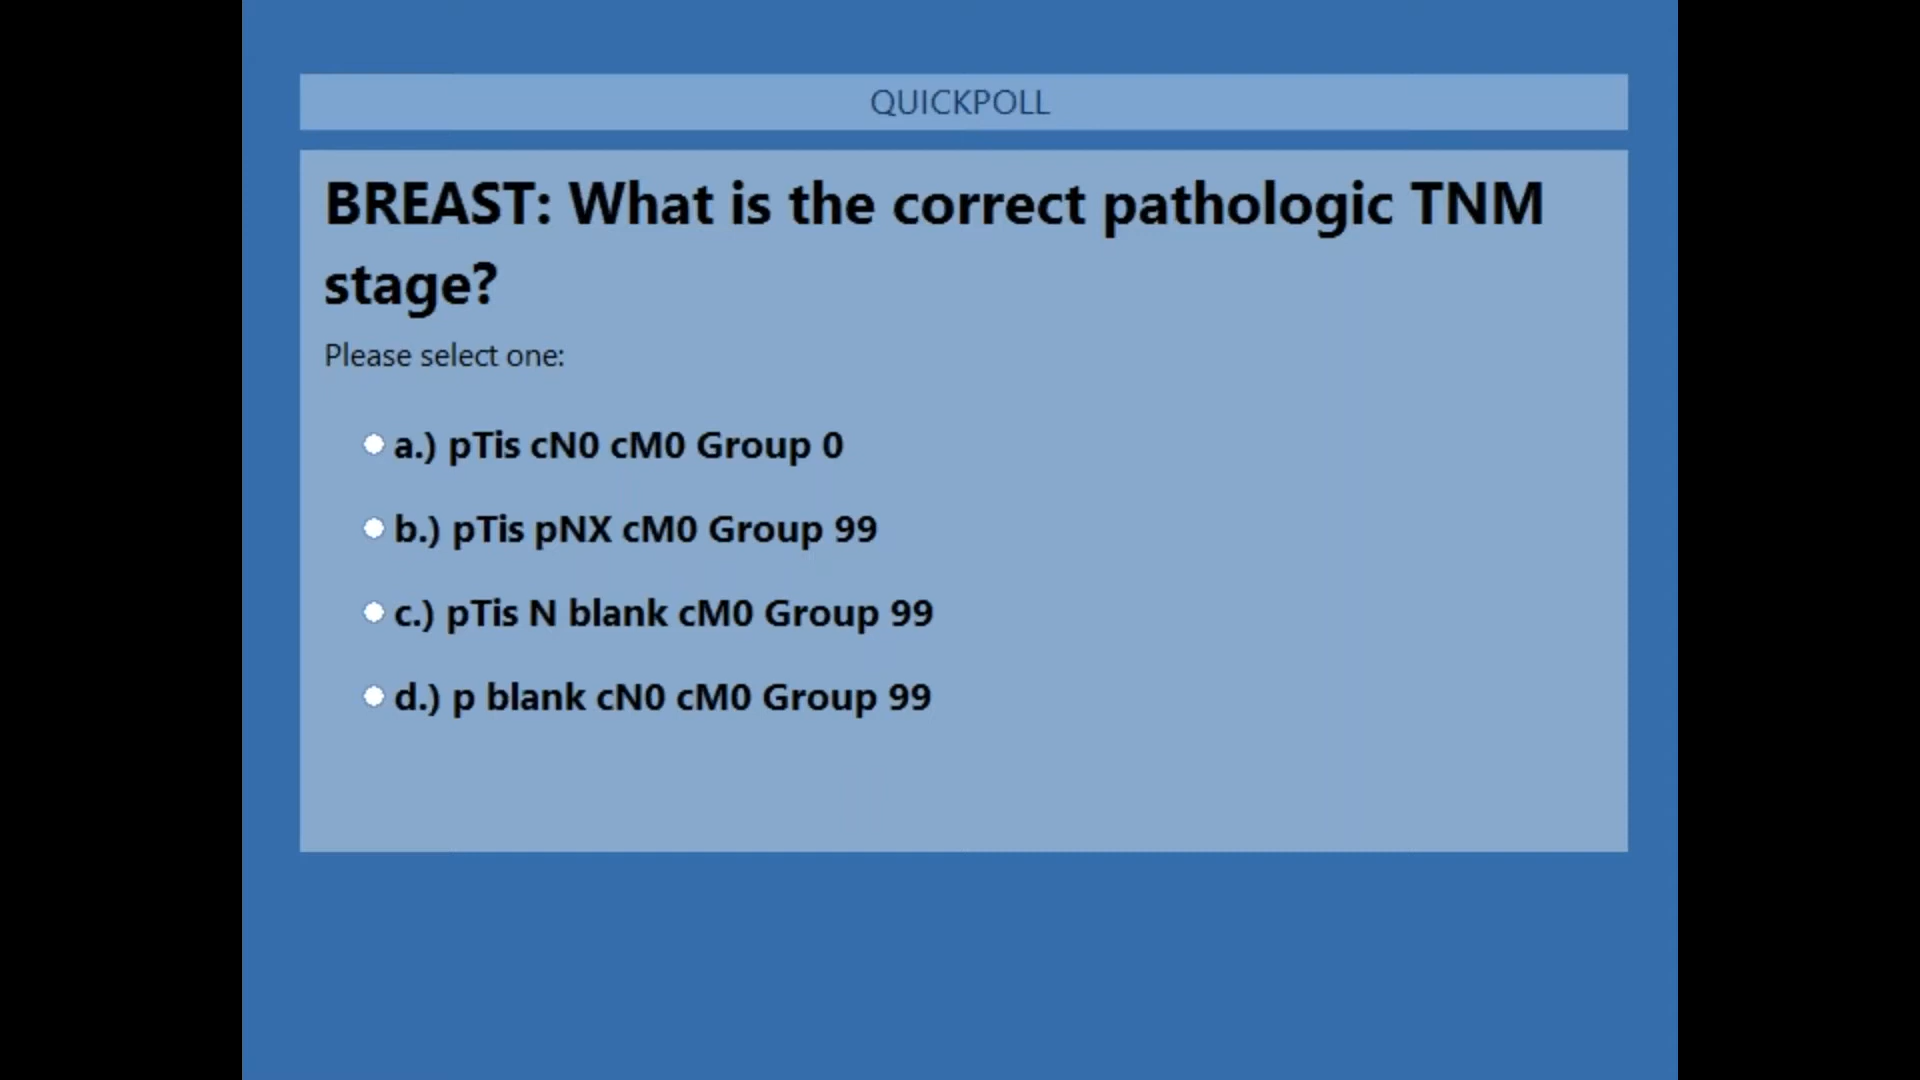 QUICKPOLL
BREAST: What is the correct pathologic TNM
stage?
Please select one:
a.) pTis cN0 cM0 Group 0
b.) pTis pNX cM0 Group 99
c.) pTis N blank cM0 Group 99
d.) p blank cN0 cM0 Group 99